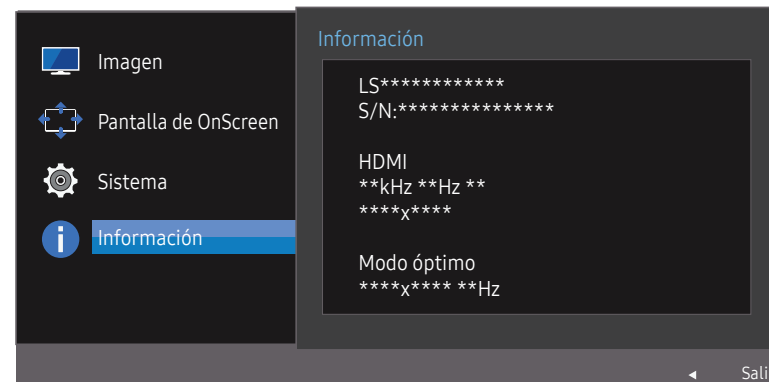 Imagen
Pantalla de OnScreen
Sistema
Información
Información
LS************
S/N:***************
HDMI
**kHz **Hz **
****x****
Modo óptimo
****x**** **Hz
Sali